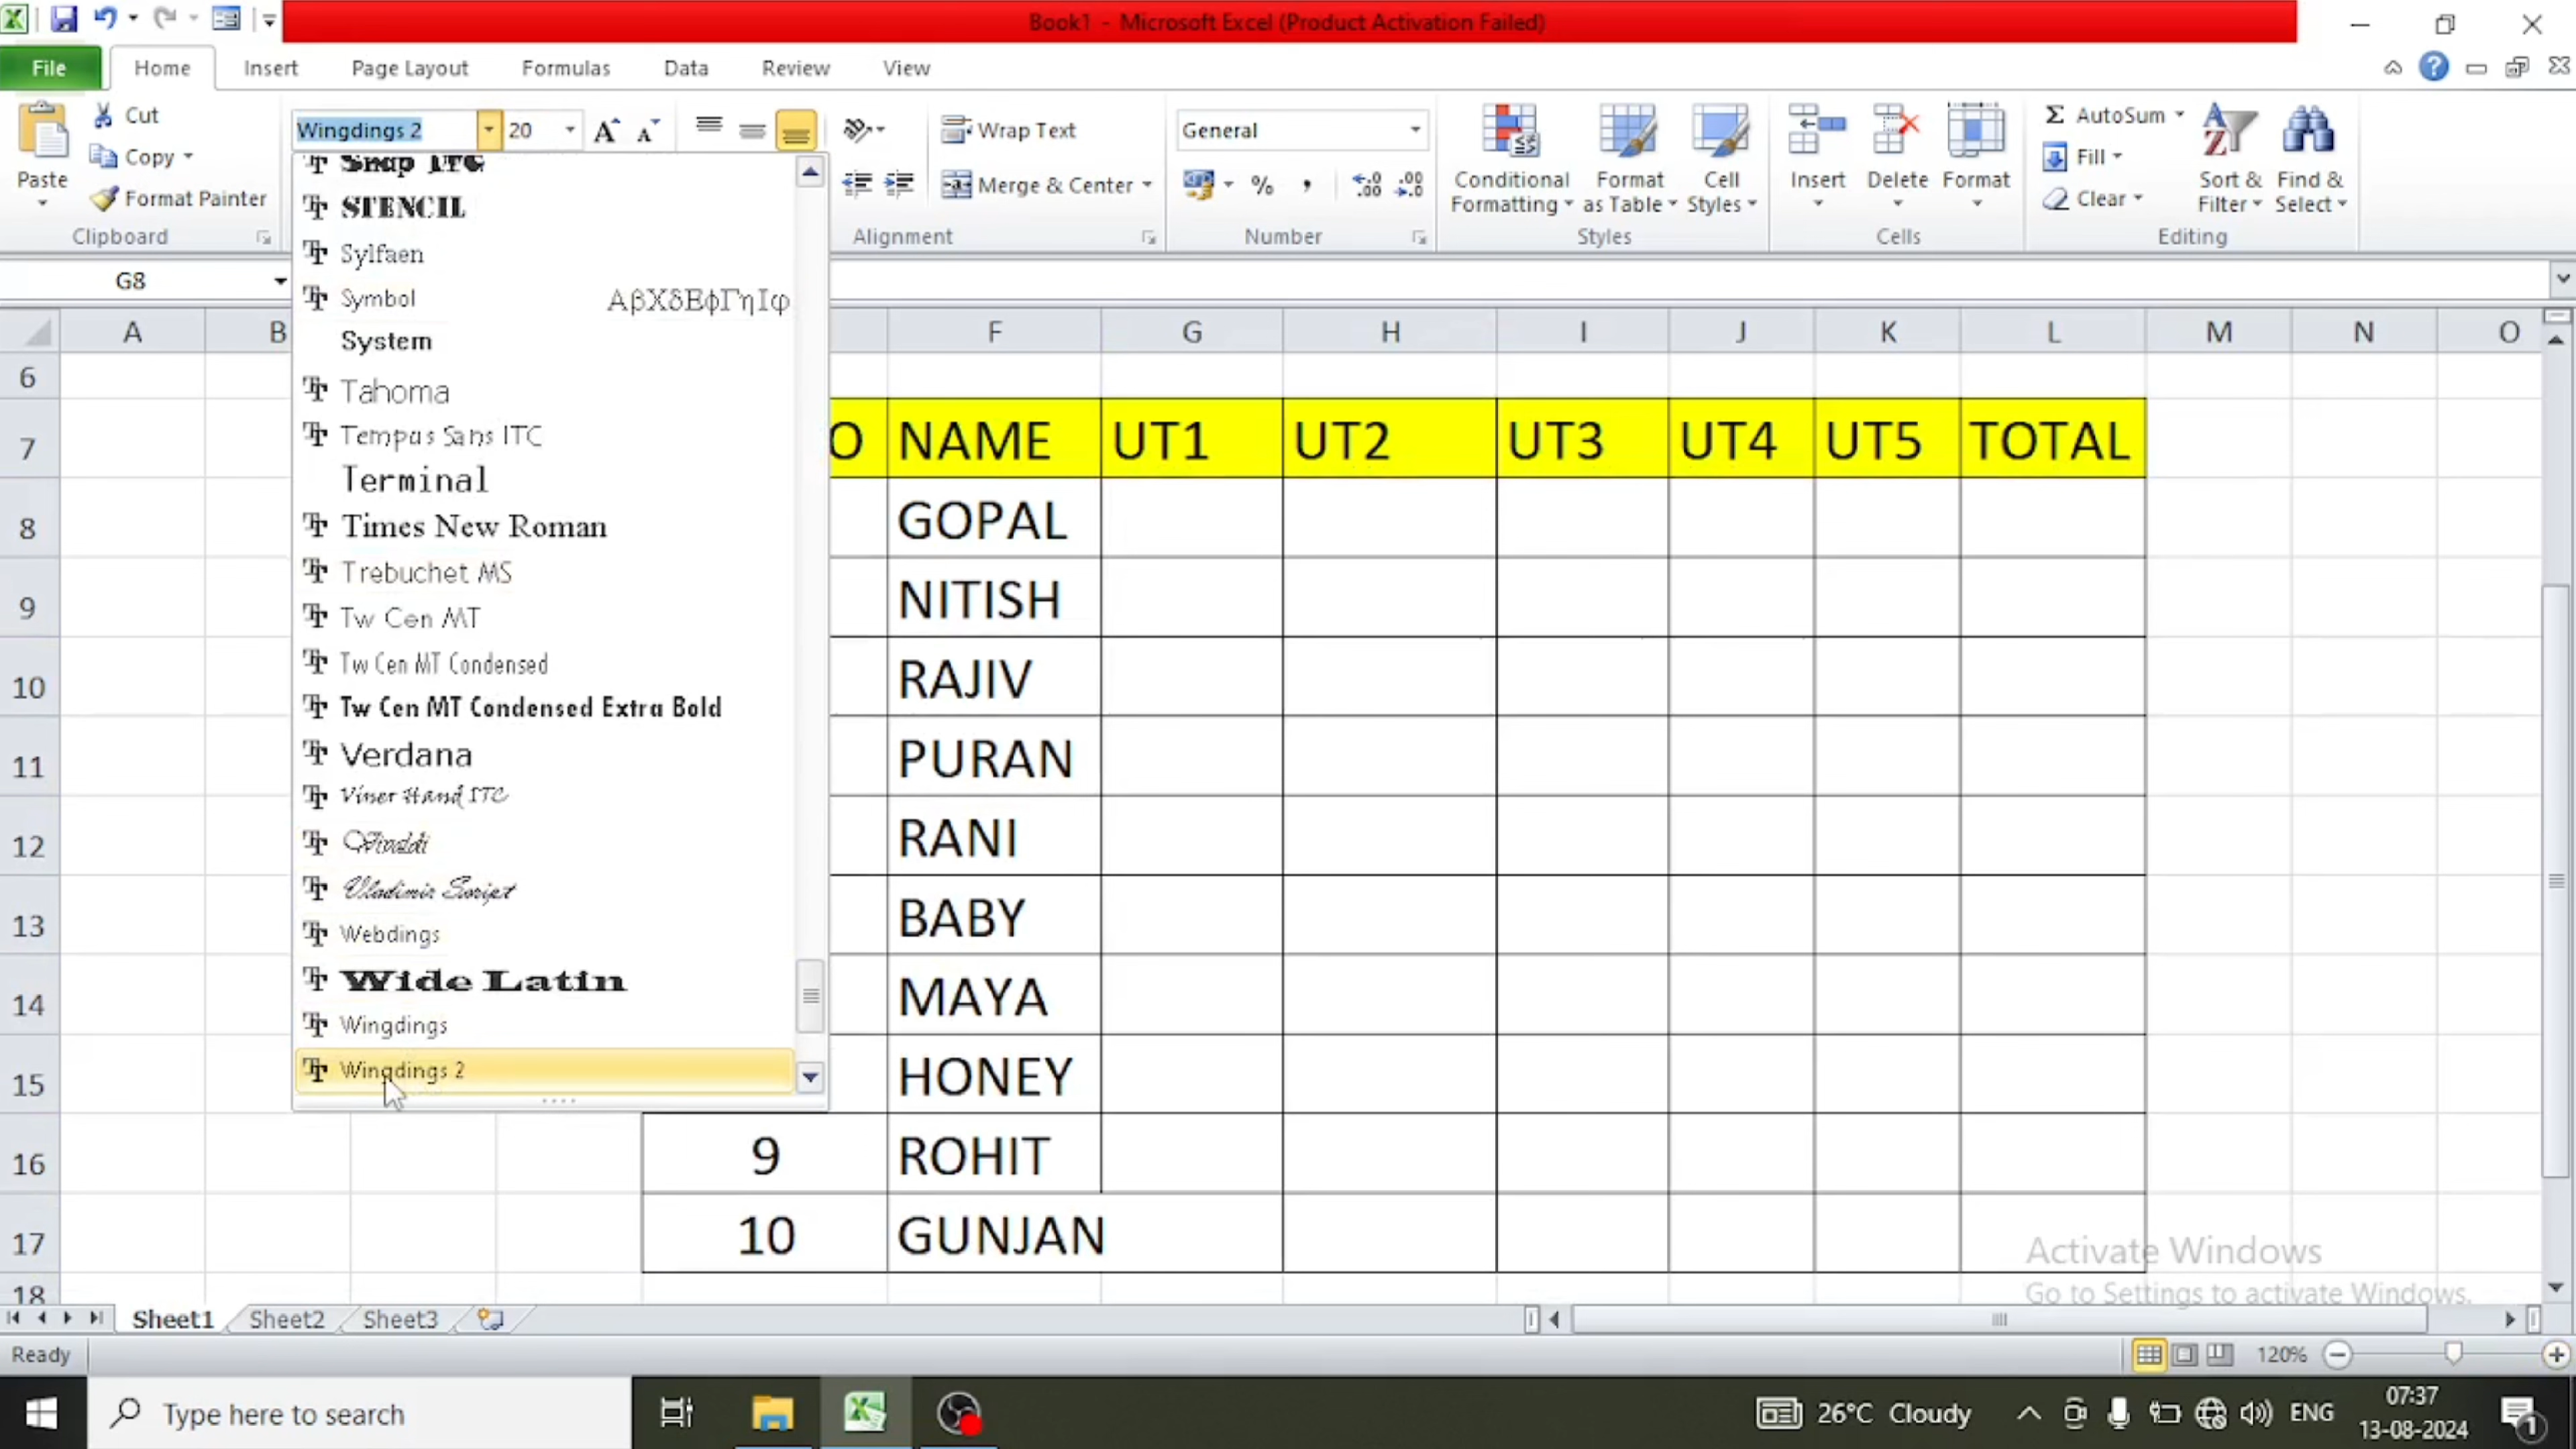 Book1 - Microsoft Excel (Product Activation Failed)
File Home Insert Page Layout Formulas Data Review View
Paste
Cut
Copy
Format Painter
Clipboard
Wingdings 2 20
Wrap Text
Merge & Center
Alignment
General
% ,
Number
Conditional Formatting
Format as Table
Cell Styles
Styles
Insert Delete Format
Cells
Σ AutoSum
Fill
Clear
Sort & Filter
Find & Select
Editing
G8
Snap ITC
STENCIL
Sylfaen
Symbol ΑβΧδΕφΓηΙφ
System
Tahoma
Tempus Sans ITC
Terminal
Times New Roman
Trebuchet MS
Tw Cen MT
Tw Cen MT Condensed
Tw Cen MT Condensed Extra Bold
Verdana
Viner Hand ITC
Vivaldi
Vladimir Script
Webdings
Wide Latin
Wingdings
Wingdings 2
A B F G H I J K L M N O
6
7 O NAME UT1 UT2 UT3 UT4 UT5 TOTAL
8 GOPAL
9 NITISH
10 RAJIV
11 PURAN
12 RANI
13 BABY
14 MAYA
15 HONEY
16 9 ROHIT
17 10 GUNJAN
18
Activate Windows
Go to Settings to activate Windows.
Sheet1 Sheet2 Sheet3
Ready 120%
Type here to search
26°C Cloudy
ENG
07:37
13-08-2024
1